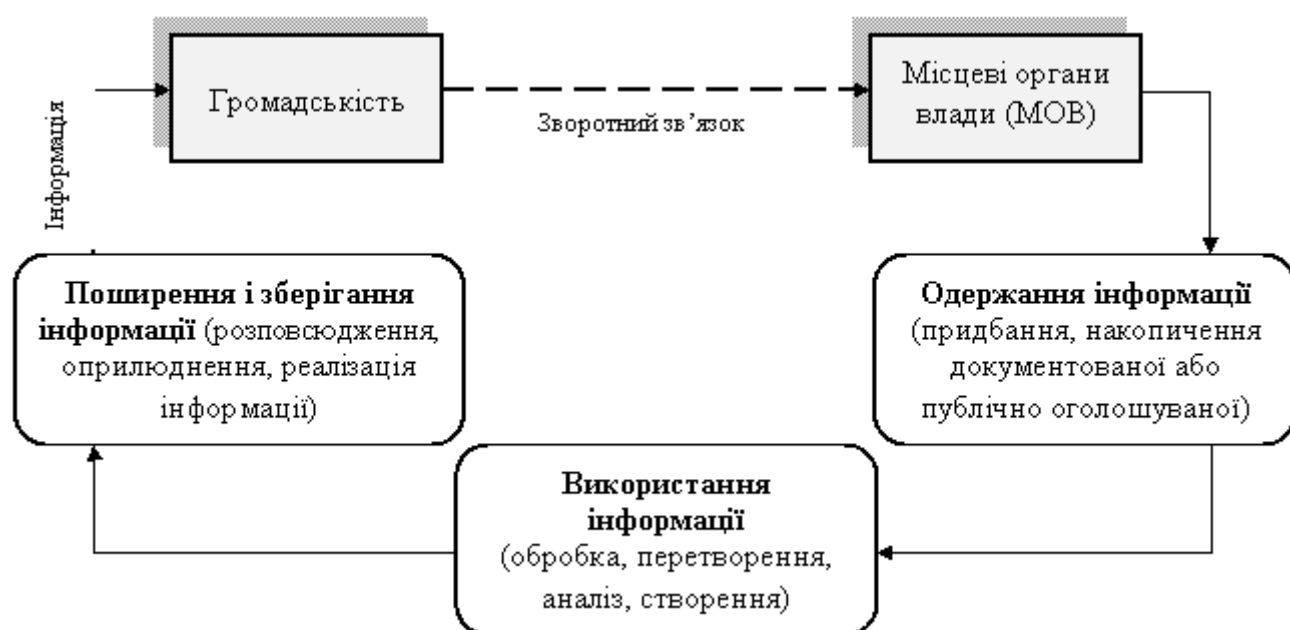 Громадськість
Зворотний зв’язок
Місцеві органи
влади (МОВ)
Інформація
Поширення і зберігання
інформації (розповсюдження,
оприлюднення, реалізація
інформації)
Одержання інформації
(придбання, накопичення
документованої або
публічно оголошуваної)
Використання
інформації
(обробка, перетворення,
аналіз, створення)